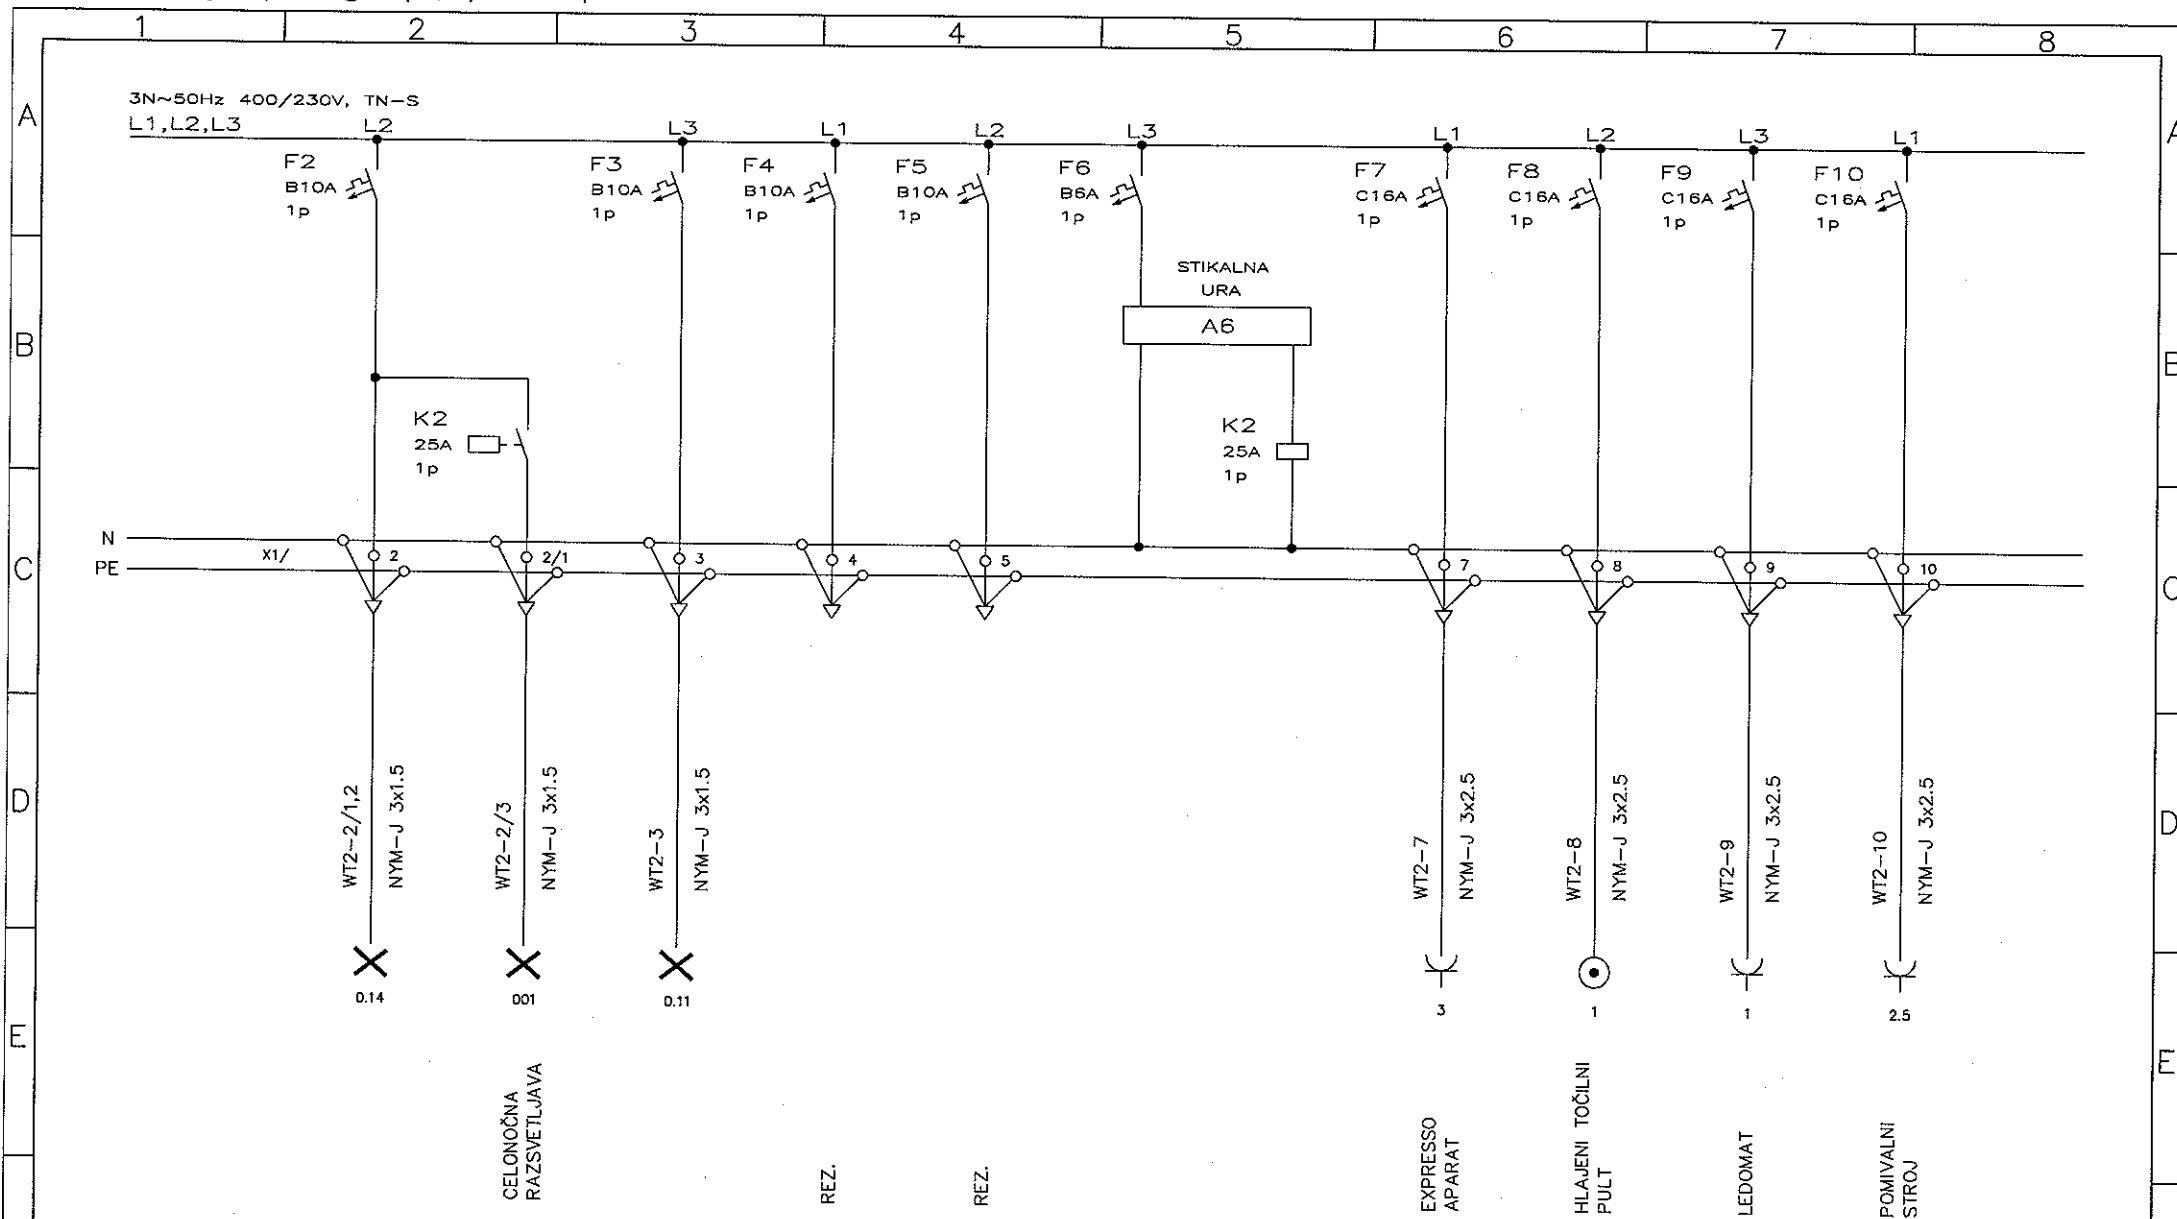 1 2 3 4 5 6 7 8
A A
3N~50Hz 400/230V, TN-S
L1,L2,L3
L2 L3 L1 L2 L3 L1 L2 L3 L1
F2
B10A
1p
F3
B10A
1p
F4
B10A
1p
F5
B10A
1p
F6
B6A
1p
F7
C16A
1p
F8
C16A
1p
F9
C16A
1p
F10
C16A
1p
STIKALNA
URA
A6
B B
K2
25A
1p
K2
25A
1p
N
PE
X1/
2 2/1 3 4 5 7 8 9 10
C C
WT2-2/1,2
NYM-J 3x1.5
WT2-2/3
NYM-J 3x1.5
WT2-3
NYM-J 3x1.5
WT2-7
NYM-J 3x2.5
WT2-8
NYM-J 3x2.5
WT2-9
NYM-J 3x2.5
WT2-10
NYM-J 3x2.5
D D
0.14 001 0.11 3 1 1 2.5
E E
CELONOČNA
RAZSVETLJAVA
REZ.
REZ.
EXPRESSO
APARAT
HLAJENI TOČILNI
PULT
LEDOMAT
POMIVALNI
STROJ